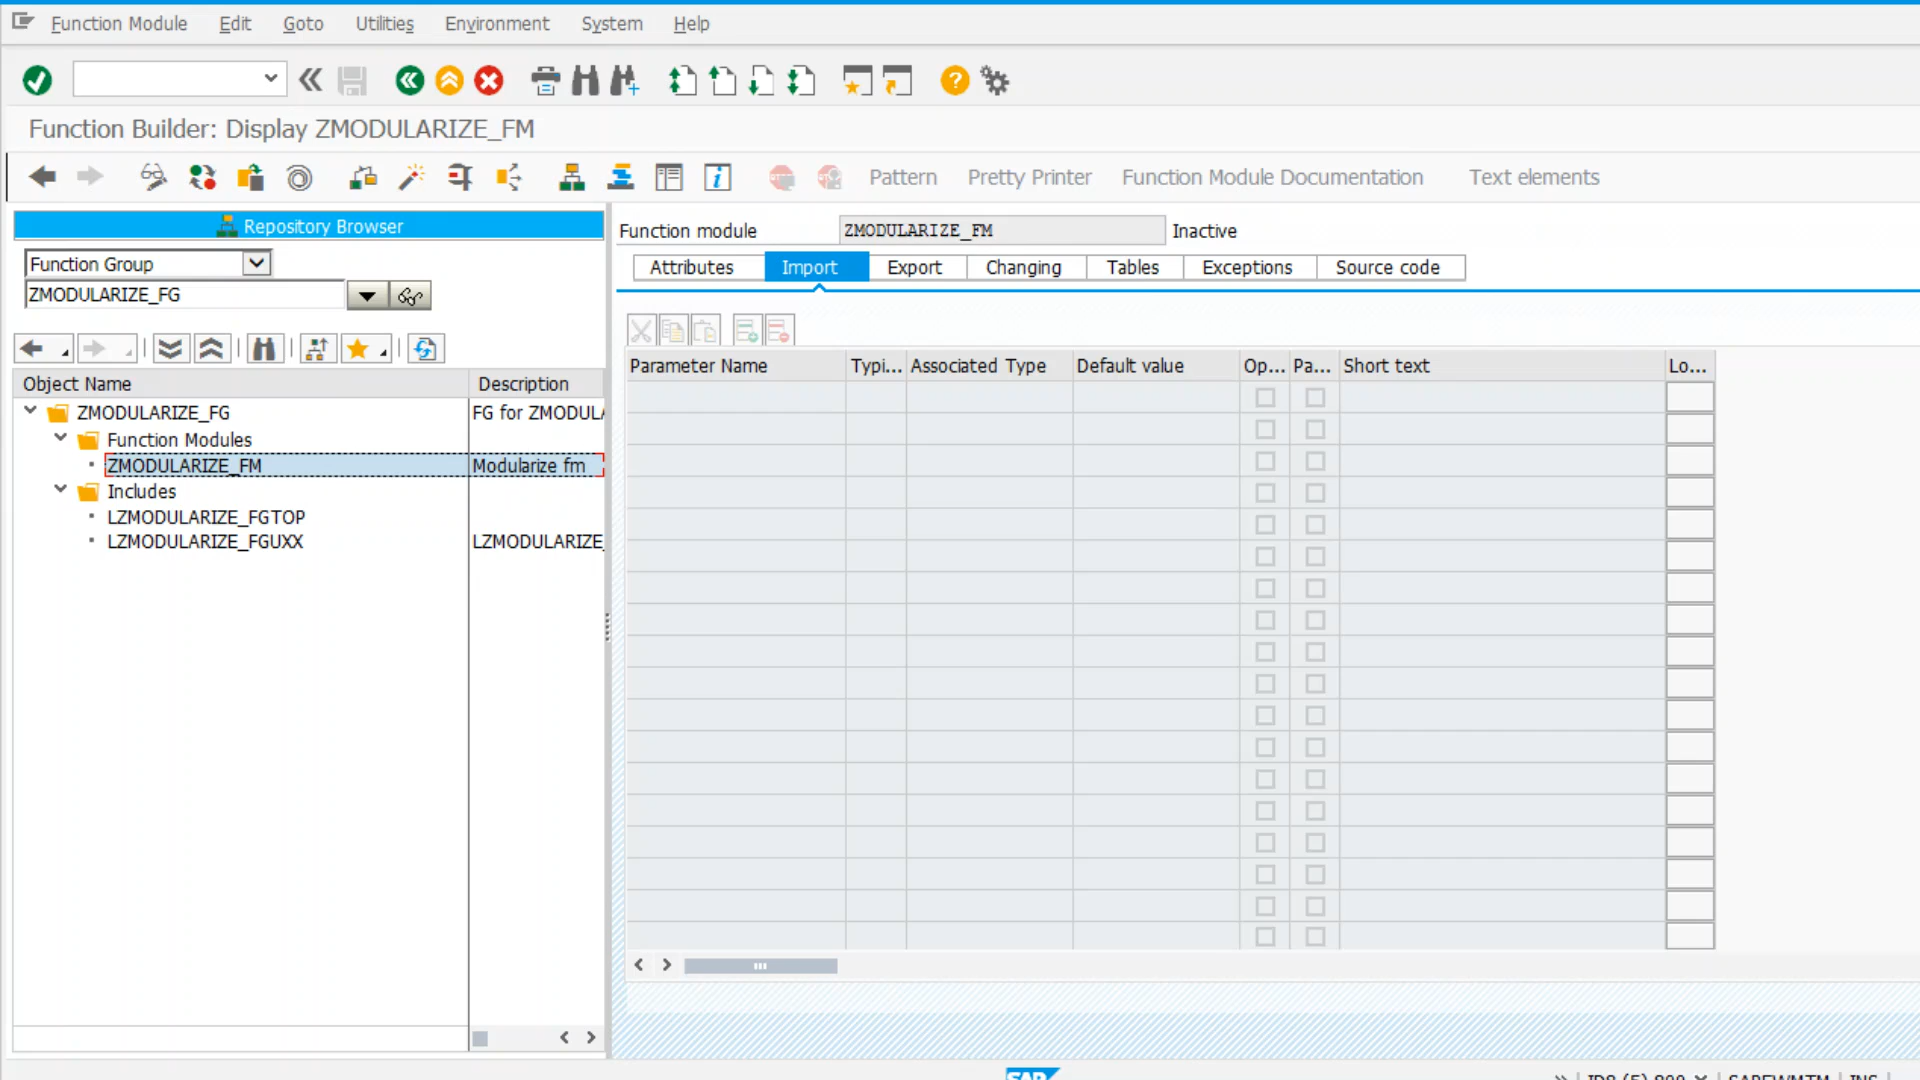 Function Module Edit Goto Utilities Environment System Help
Function Builder: Display ZMODULARIZE_FM
Pattern Pretty Printer Function Module Documentation Text elements
Repository Browser
Function Group
ZMODULARIZE_FG
Object Name Description
ZMODULARIZE_FG FG for ZMODUL
Function Modules
ZMODULARIZE_FM Modularize fm
Includes
LZMODULARIZE_FGTOP
LZMODULARIZE_FGUXX LZMODULARIZE_
Function module ZMODULARIZE_FM Inactive
Attributes Import Export Changing Tables Exceptions Source code
Parameter Name Typi... Associated Type Default value Op... Pa... Short text Lo...
SAP